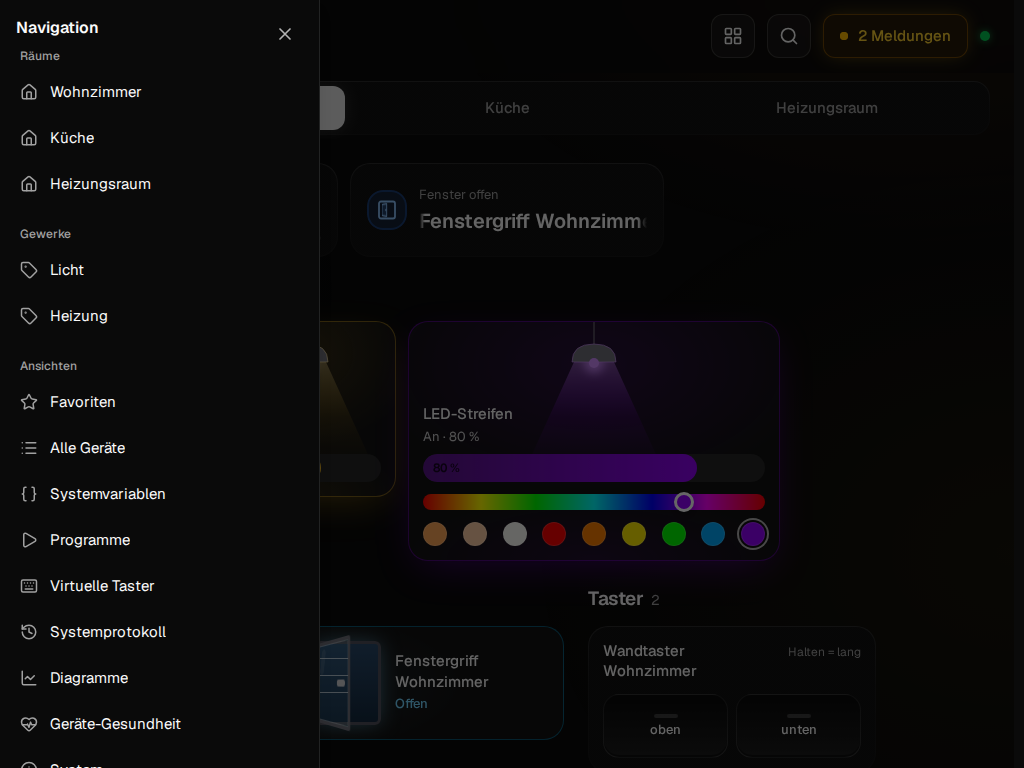 Navigation
Räume
Wohnzimmer
Küche
Heizungsraum
Gewerke
Licht
Heizung
Ansichten
Favoriten
Alle Geräte
Systemvariablen
Programme
Virtuelle Taster
Systemprotokoll
Diagramme
Geräte-Gesundheit
System
2 Meldungen
Küche
Heizungsraum
Fenster offen
Fenstergriff Wohnzimme
LED-Streifen
An · 80 %
80 %
Taster 2
Fenstergriff
Wohnzimmer
Offen
Wandtaster
Wohnzimmer
Halten = lang
oben
unten